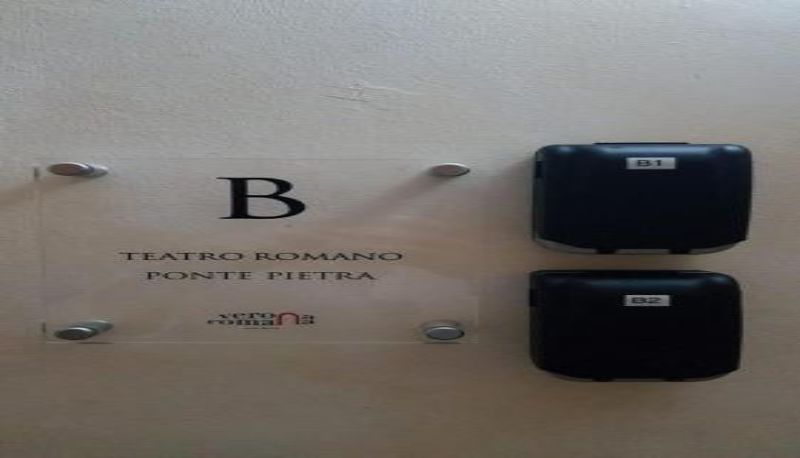 B
TEATRO ROMANO
PONTE PIETRA
verona
romana
B1
B2